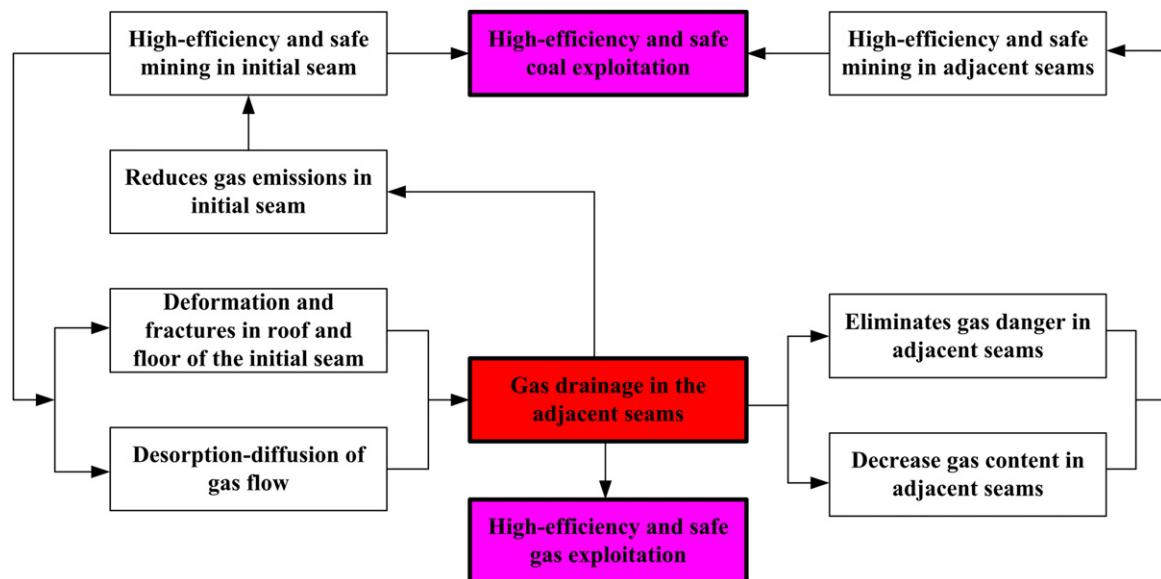 High-efficiency and safe
mining in initial seam
High-efficiency and safe
coal exploitation
High-efficiency and safe
mining in adjacent seams
Reduces gas emissions in
initial seam
Deformation and
fractures in roof and
floor of the initial seam
Gas drainage in the
adjacent seams
Eliminates gas danger in
adjacent seams
Desorption-diffusion of
gas flow
Decrease gas content in
adjacent seams
High-efficiency and safe
gas exploitation